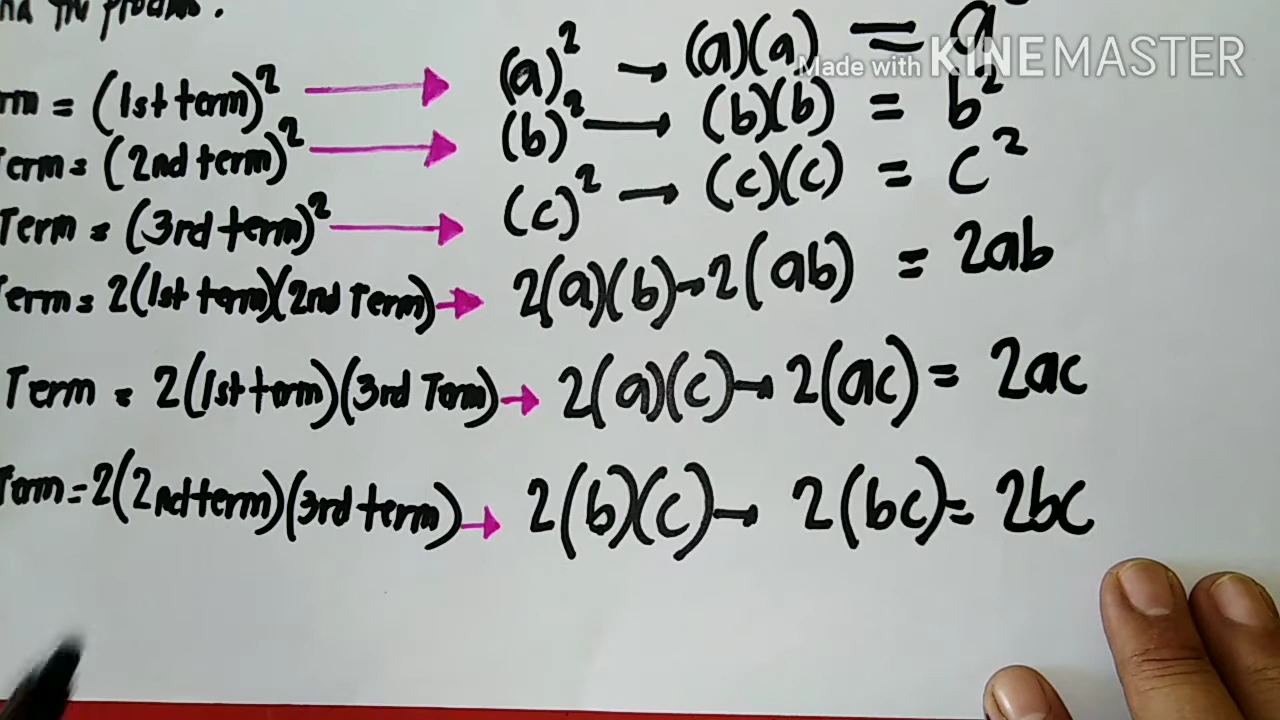 (a)² → (a)(a) = a
Made with KINEMASTER
rm = (1st term)² → (b)² → (b)(b) = b²
erm = (2nd term)² → (c)² → (c)(c) = c²
Term = (3rd term)² →
erm = 2(1st term)(2nd Term) → 2(a)(b) → 2(ab) = 2ab
Term = 2(1st term)(3rd Term) → 2(a)(c) → 2(ac) = 2ac
Term = 2(2nd term)(3rd term) → 2(b)(c) → 2(bc) = 2bc